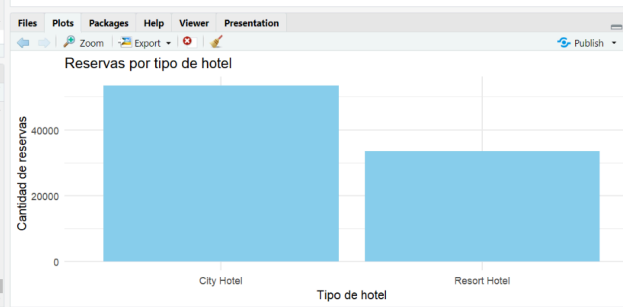 Files Plots Packages Help Viewer Presentation
Zoom Export Publish
Reservas por tipo de hotel
Cantidad de reservas
40000
20000
0
City Hotel Resort Hotel
Tipo de hotel